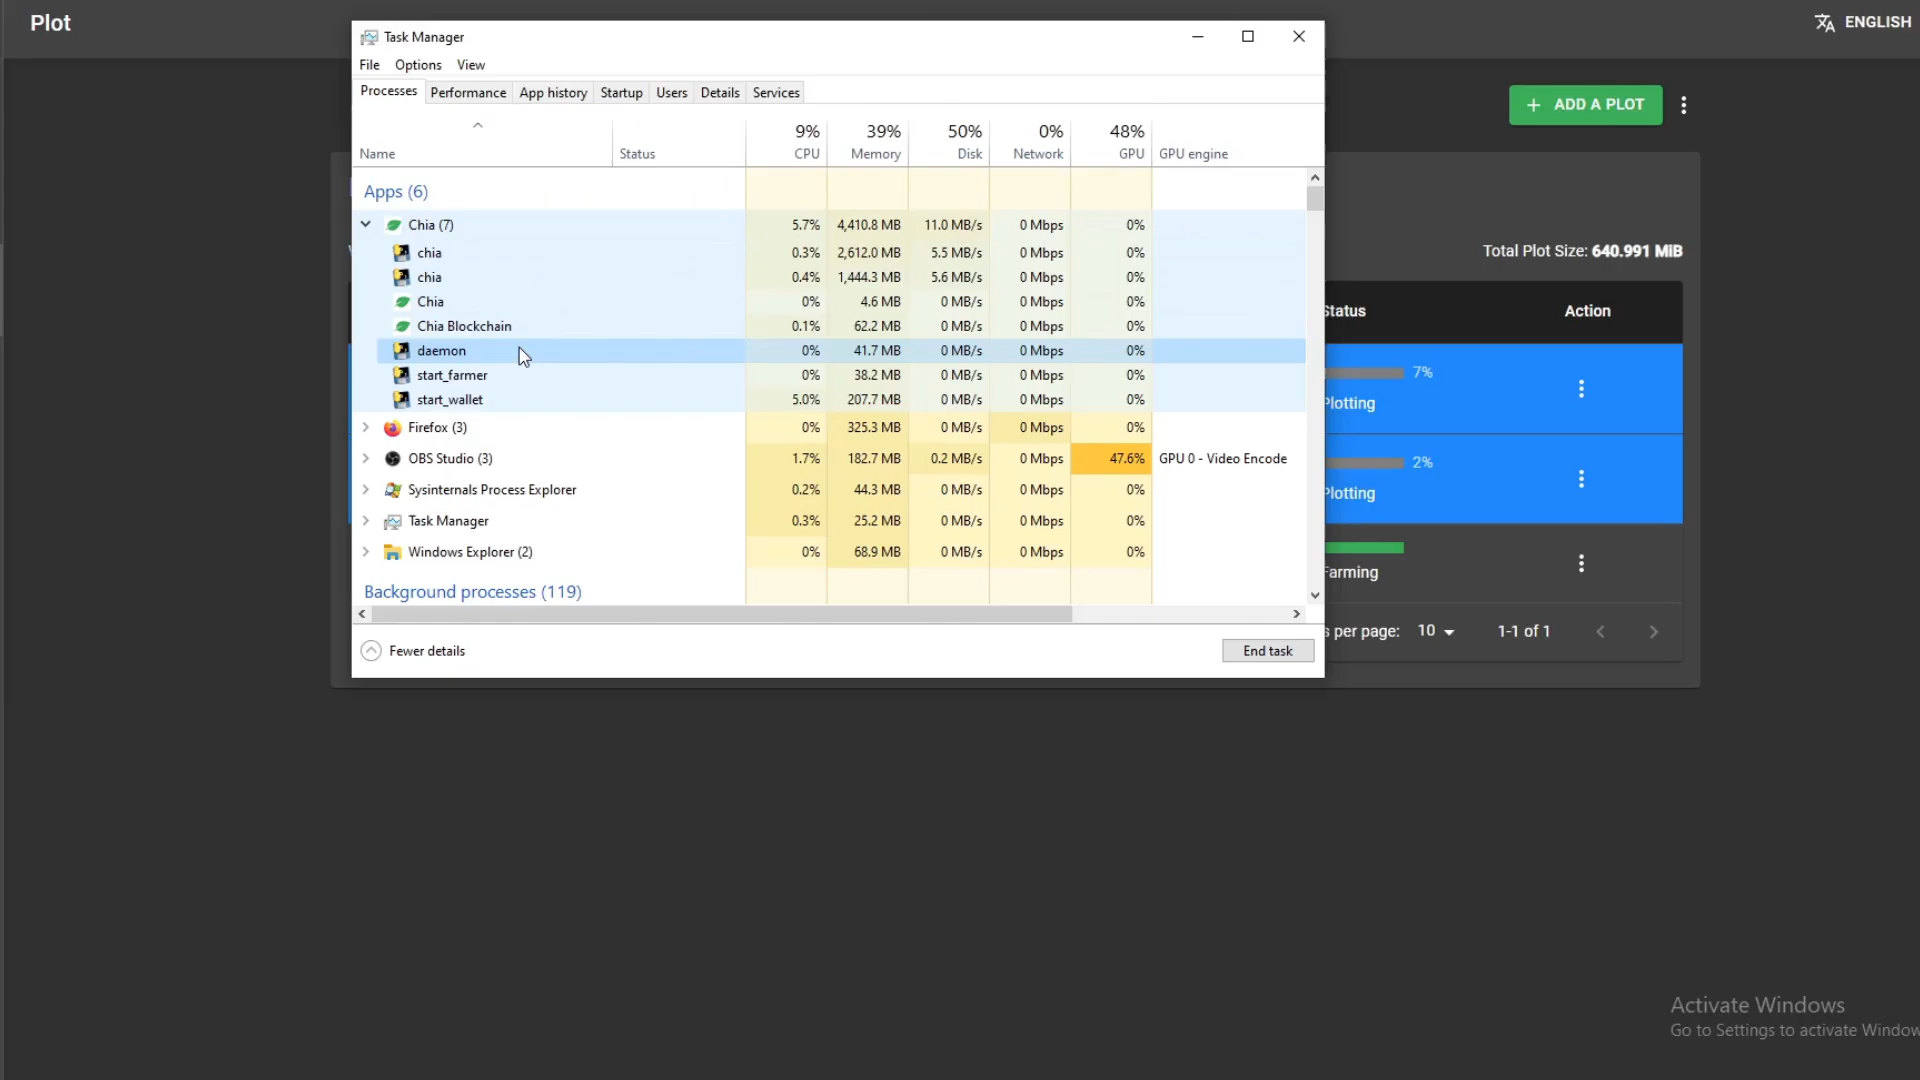 Plot
ENGLISH
Task Manager
File Options View
Processes Performance App history Startup Users Details Services
9% 39% 50% 0% 48%
Name Status CPU Memory Disk Network GPU GPU engine
Apps (6)
Chia (7) 5.7% 4,410.8 MB 11.0 MB/s 0 Mbps 0%
chia 0.3% 2,612.0 MB 5.5 MB/s 0 Mbps 0%
chia 0.4% 1,444.3 MB 5.6 MB/s 0 Mbps 0%
Chia 0% 4.6 MB 0 MB/s 0 Mbps 0%
Chia Blockchain 0.1% 62.2 MB 0 MB/s 0 Mbps 0%
daemon 0% 41.7 MB 0 MB/s 0 Mbps 0%
start_farmer 0% 38.2 MB 0 MB/s 0 Mbps 0%
start_wallet 5.0% 207.7 MB 0 MB/s 0 Mbps 0%
Firefox (3) 0% 325.3 MB 0 MB/s 0 Mbps 0%
OBS Studio (3) 1.7% 182.7 MB 0.2 MB/s 0 Mbps 47.6% GPU 0 - Video Encode
Sysinternals Process Explorer 0.2% 44.3 MB 0 MB/s 0 Mbps 0%
Task Manager 0.3% 25.2 MB 0 MB/s 0 Mbps 0%
Windows Explorer (2) 0% 68.9 MB 0 MB/s 0 Mbps 0%
Background processes (119)
Fewer details
End task
+ ADD A PLOT
Total Plot Size: 640.991 MiB
Status Action
7%
Plotting
2%
Plotting
Farming
s per page: 10 1-1 of 1
Activate Windows
Go to Settings to activate Window